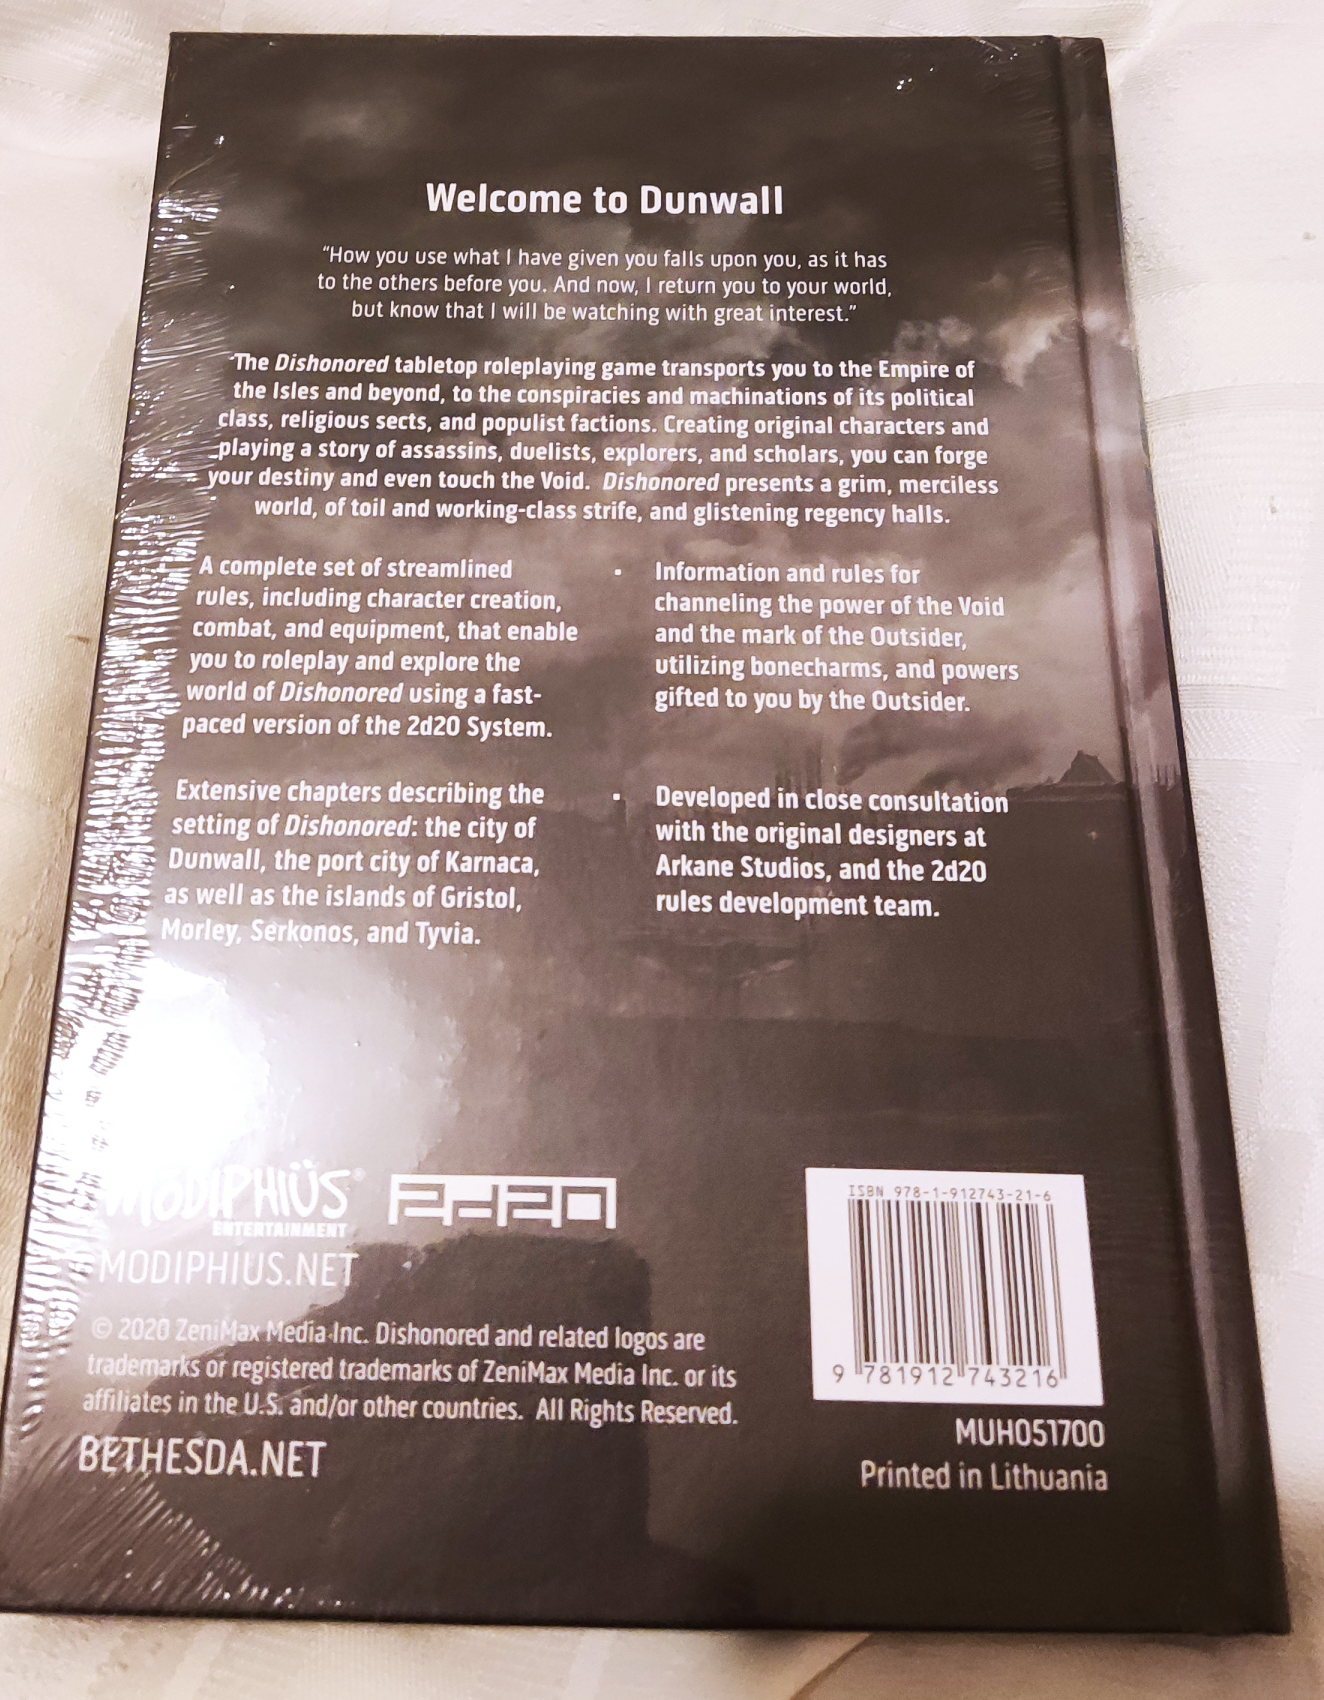 Welcome to Dunwall
“How you use what I have given you falls upon you, as it has
to the others before you. And now, I return you to your world,
but know that I will be watching with great interest.”
The Dishonored tabletop roleplaying game transports you to the Empire of
the Isles and beyond, to the conspiracies and machinations of its political
class, religious sects, and populist factions. Creating original characters and
playing a story of assassins, duelists, explorers, and scholars, you can forge
your destiny and even touch the Void. Dishonored presents a grim, merciless
world, of toil and working-class strife, and glistening regency halls.
A complete set of streamlined
rules, including character creation,
combat, and equipment, that enable
you to roleplay and explore the
world of Dishonored using a fast-
paced version of the 2d20 System.
Extensive chapters describing the
setting of Dishonored: the city of
Dunwall, the port city of Karnaca,
as well as the islands of Gristol,
Morley, Serkonos, and Tyvia.
• Information and rules for
channeling the power of the Void
and the mark of the Outsider,
utilizing bonecharms, and powers
gifted to you by the Outsider.
• Developed in close consultation
with the original designers at
Arkane Studios, and the 2d20
rules development team.
MODIPHIÜS®
ENTERTAINMENT
2d20
MODIPHIUS.NET
© 2020 ZeniMax Media Inc. Dishonored and related logos are
trademarks or registered trademarks of ZeniMax Media Inc. or its
affiliates in the U.S. and/or other countries. All Rights Reserved.
BETHESDA.NET
ISBN 978-1-912743-21-6
9 781912 743216
MUH051700
Printed in Lithuania